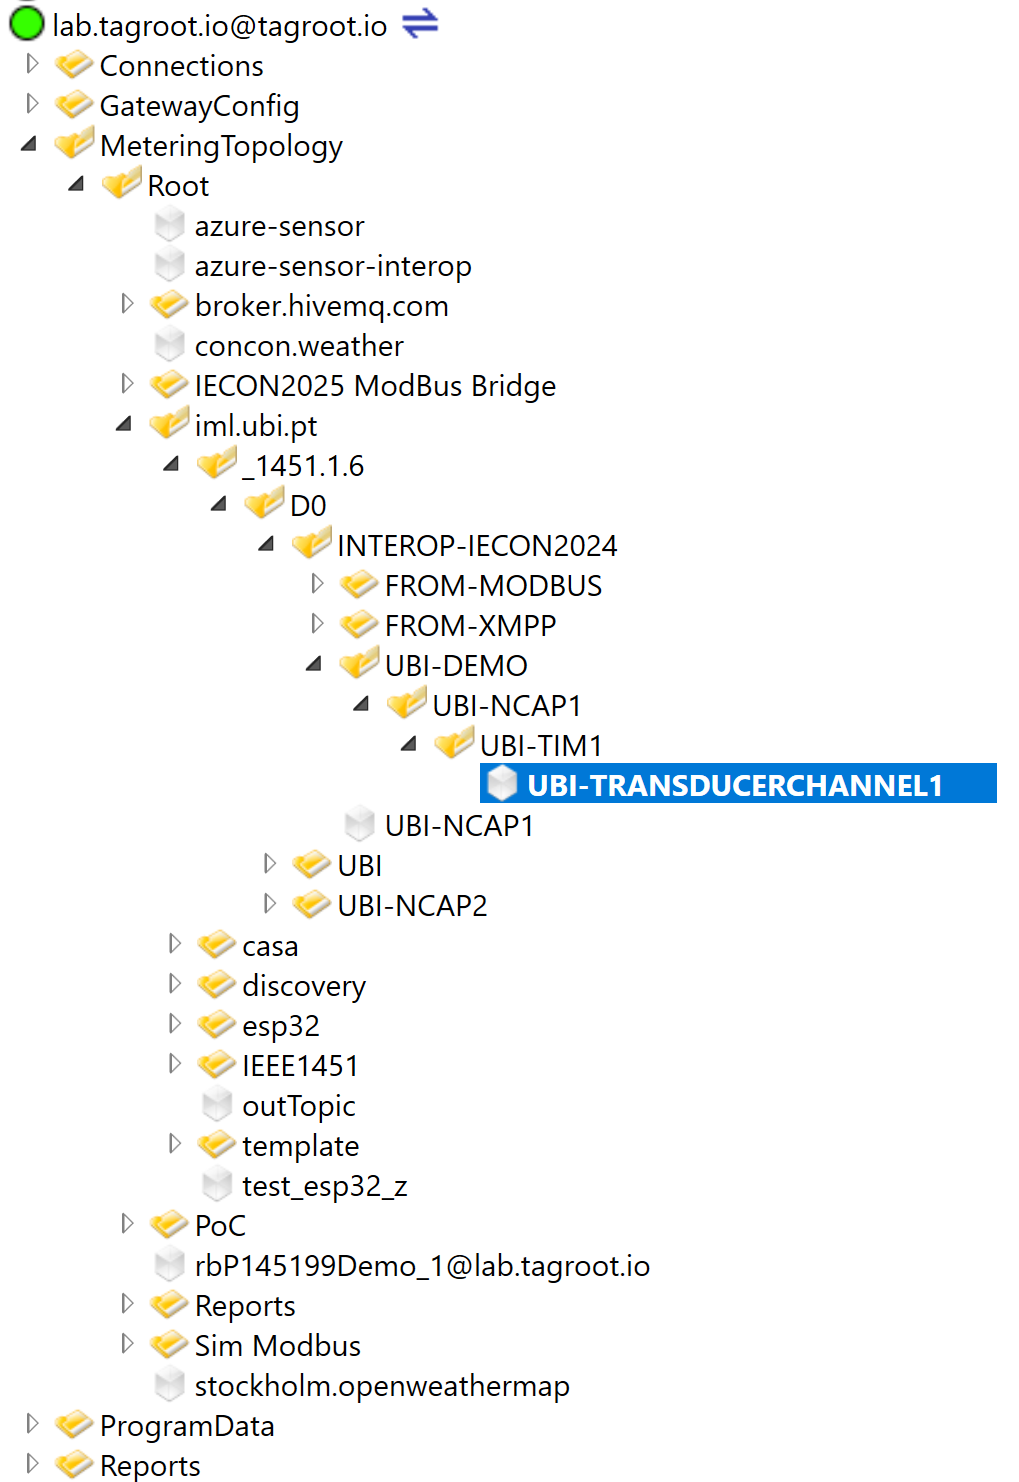 lab.tagroot.io@tagroot.io
Connections
GatewayConfig
MeteringTopology
Root
azure-sensor
azure-sensor-interop
broker.hivemq.com
concon.weather
IECON2025 ModBus Bridge
iml.ubi.pt
_1451.1.6
D0
INTEROP-IECON2024
FROM-MODBUS
FROM-XMPP
UBI-DEMO
UBI-NCAP1
UBI-TIM1
UBI-TRANSDUCERCHANNEL1
UBI-NCAP1
UBI
UBI-NCAP2
casa
discovery
esp32
IEEE1451
outTopic
template
test_esp32_z
PoC
rbP145199Demo_1@lab.tagroot.io
Reports
Sim Modbus
stockholm.openweathermap
ProgramData
Reports